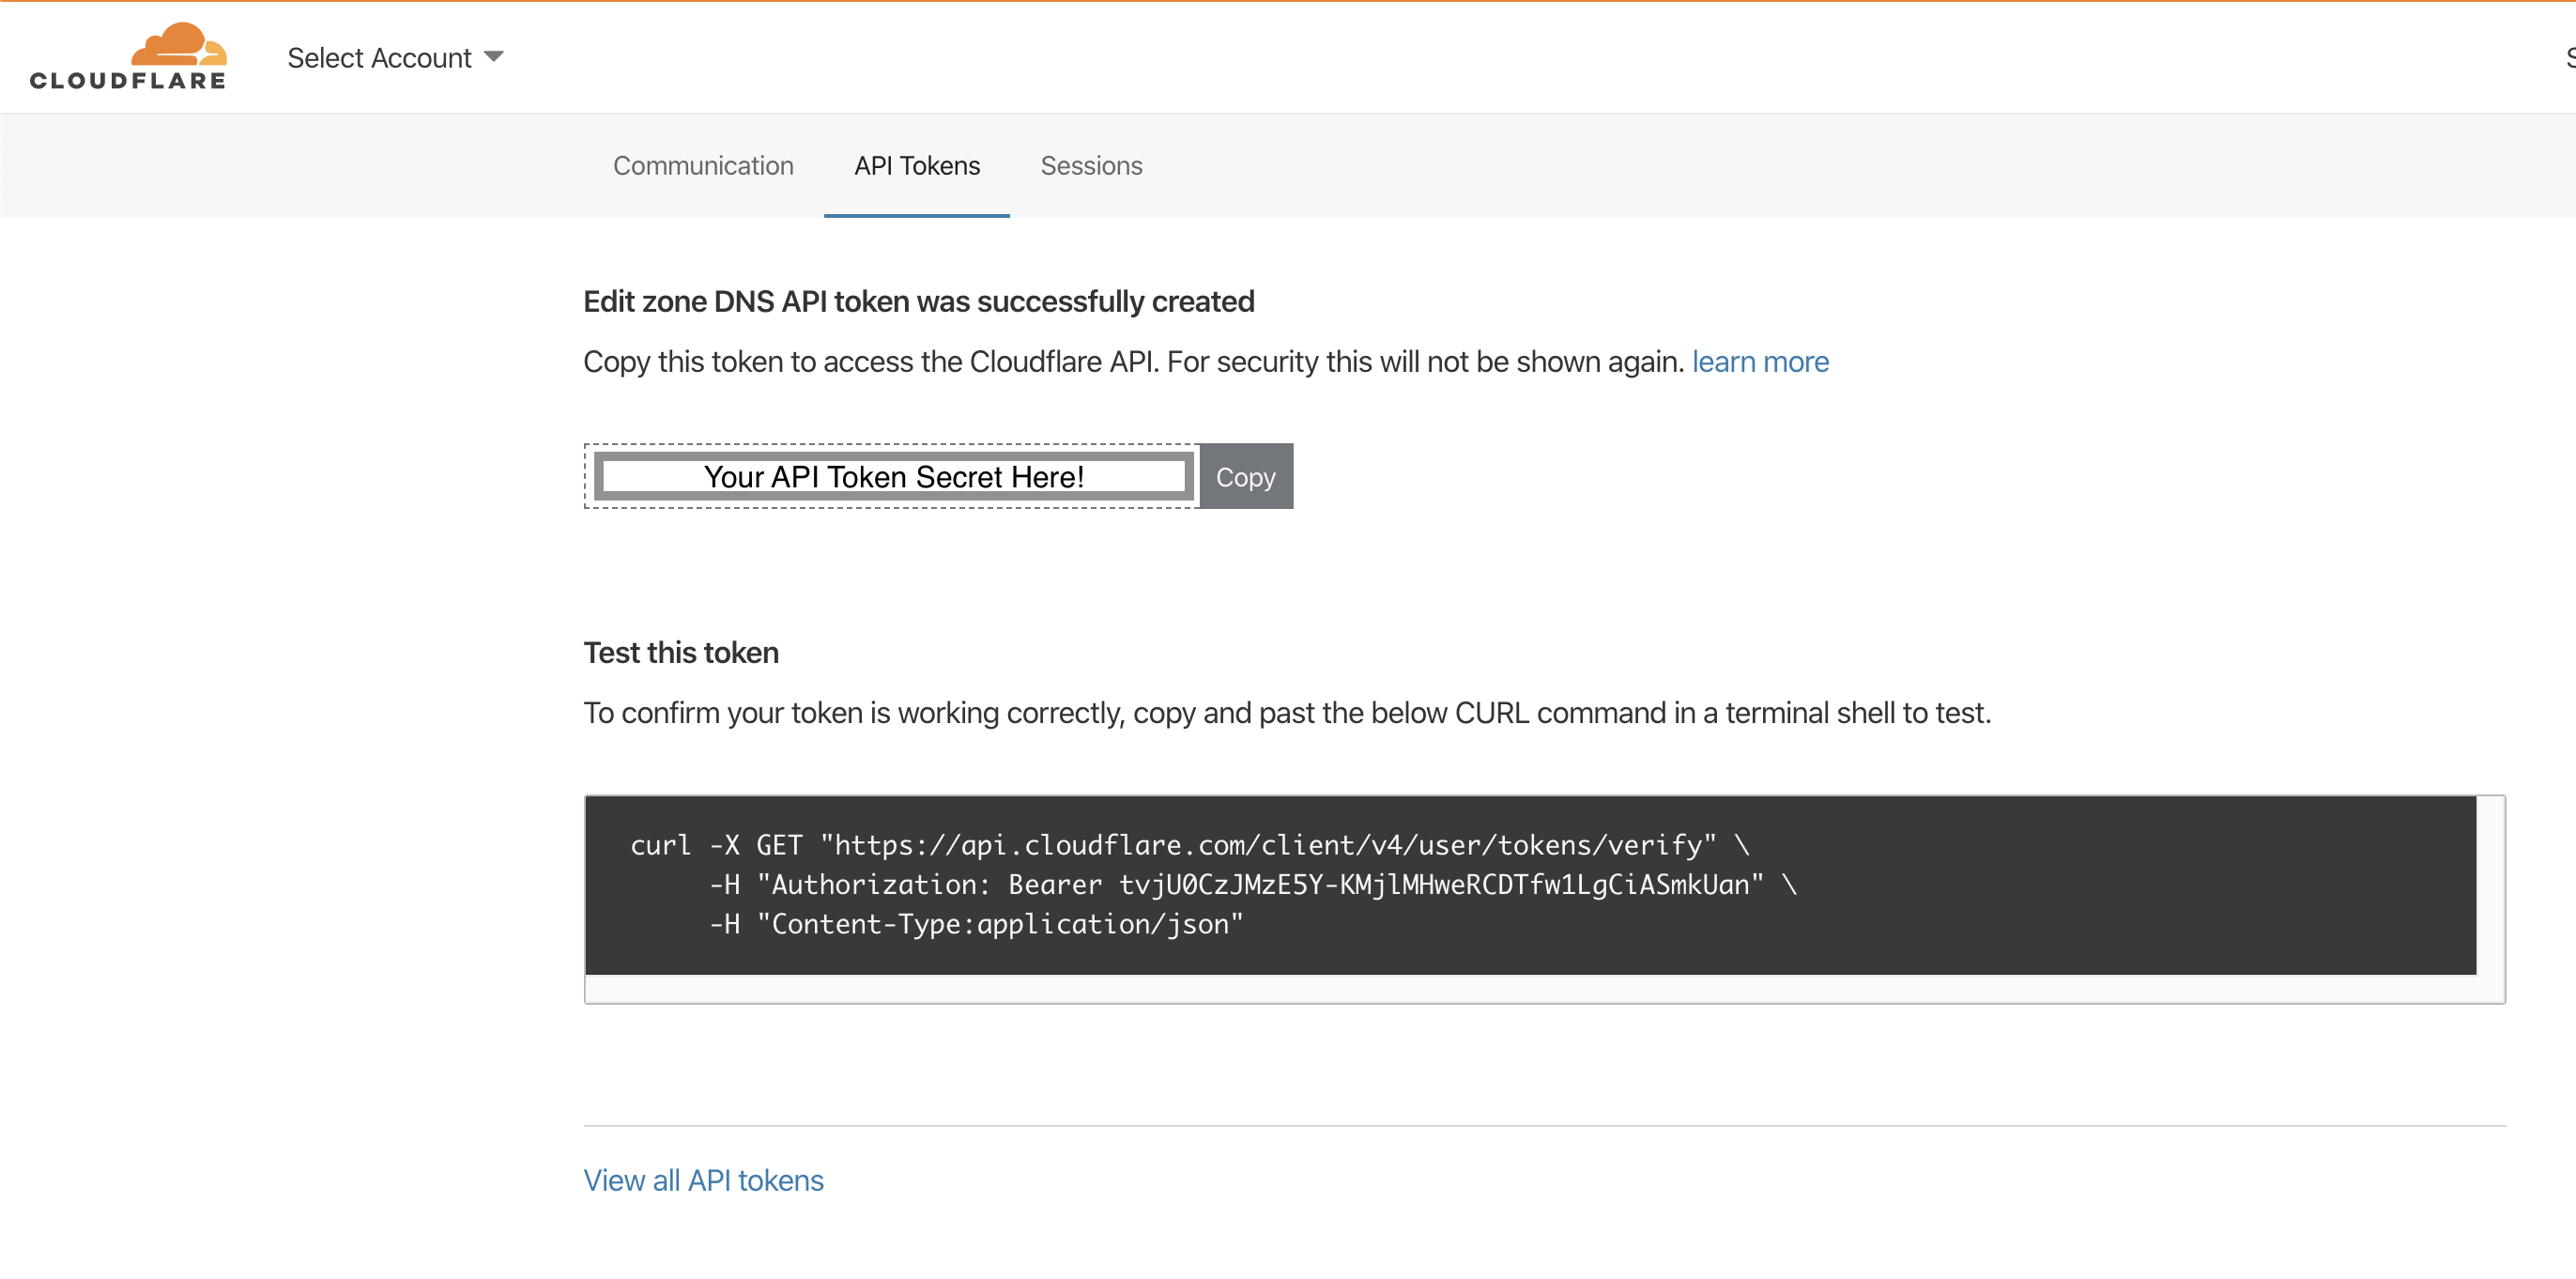 CLOUDFLARE
Select Account
Communication API Tokens Sessions
Edit zone DNS API token was successfully created
Copy this token to access the Cloudflare API. For security this will not be shown again. learn more
Your API Token Secret Here! Copy
Test this token
To confirm your token is working correctly, copy and past the below CURL command in a terminal shell to test.
curl -X GET "https://api.cloudflare.com/client/v4/user/tokens/verify" \
-H "Authorization: Bearer tvjU0CzJMzE5Y-KMjlMHweRCDTfw1LgCiASmkUan" \
-H "Content-Type:application/json"
View all API tokens